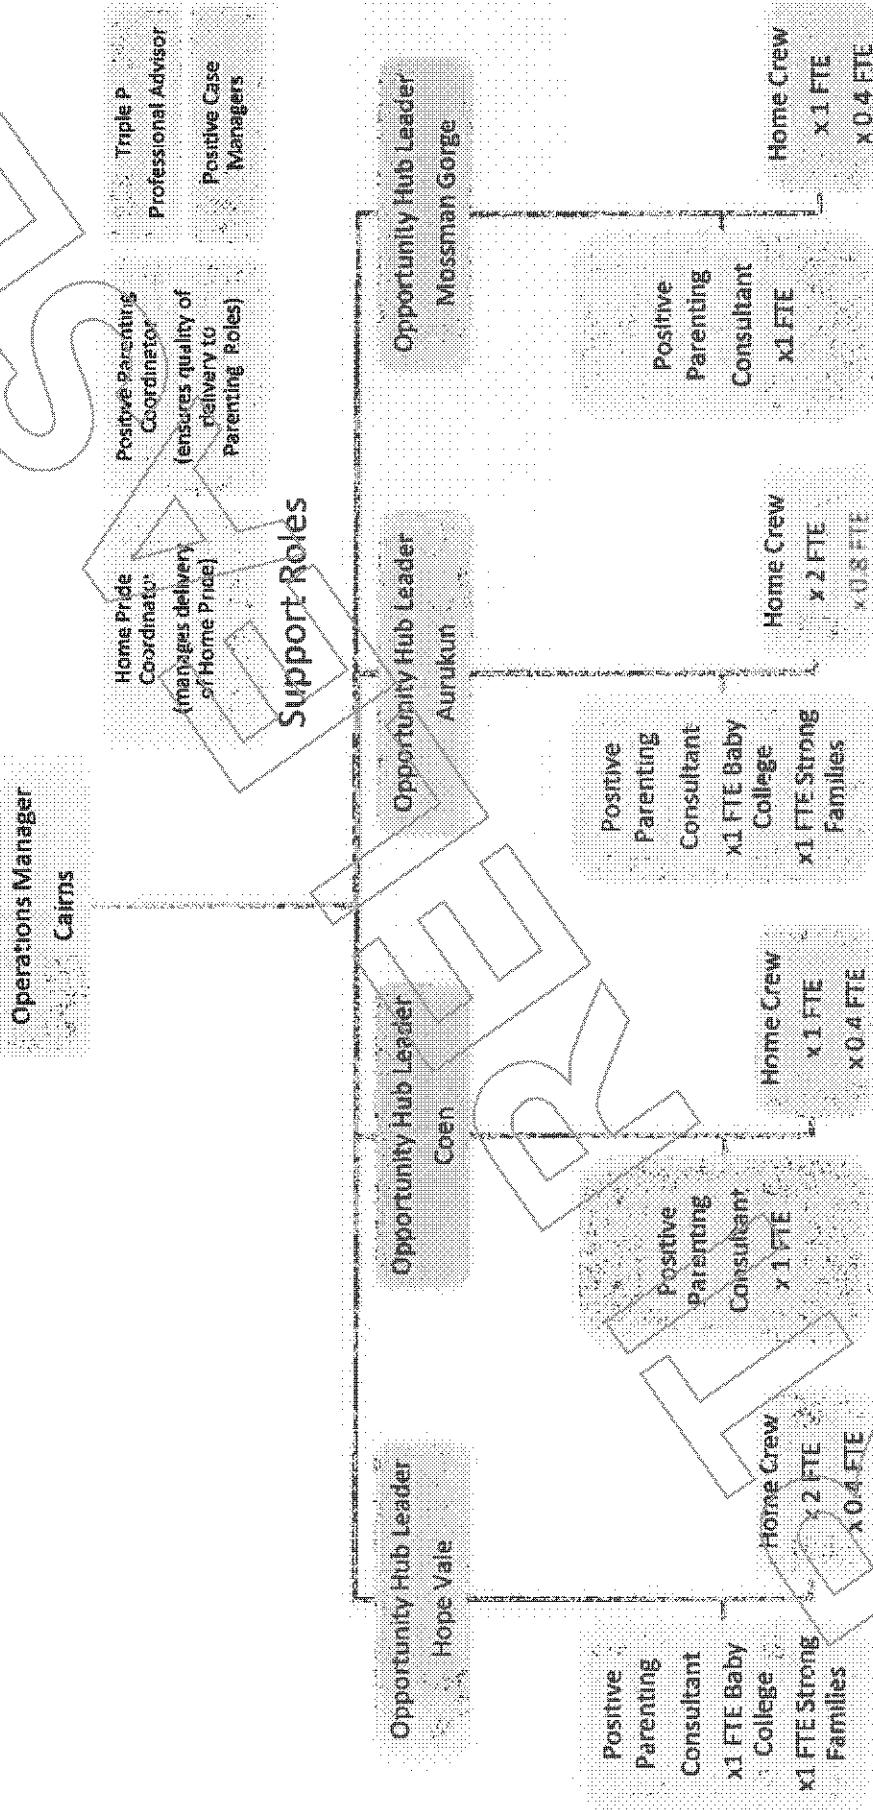 Operations Manager
Cairns
Home Pride
Coordinator
(manages delivery
of Home Pride)
Positive Parenting
Coordinator
(ensures quality of
delivery to
Parenting Roles)
Triple P
Professional Advisor
Positive Case
Managers
Support Roles
Opportunity Hub Leader
Hope Vale
Opportunity Hub Leader
Coen
Opportunity Hub Leader
Aurukun
Opportunity Hub Leader
Mossman Gorge
Positive
Parenting
Consultant
x1 FTE Baby
College
x1 FTE Strong
Families
Home Crew
x 2 FTE
x 0.4 FTE
Positive
Parenting
Consultant
x 1 FTE
Home Crew
x 1 FTE
x 0.4 FTE
Positive
Parenting
Consultant
x1 FTE Baby
College
x1 FTE Strong
Families
Home Crew
x 2 FTE
x 0.8 FTE
Positive
Parenting
Consultant
x1 FTE
Home Crew
x 1 FTE
x 0.4 FTE